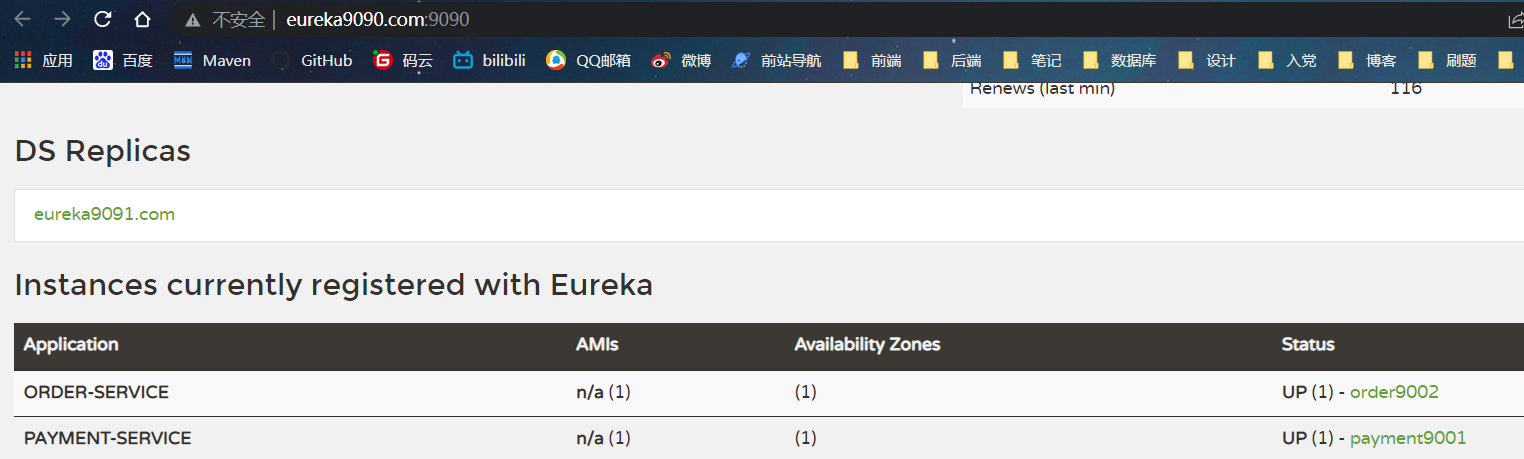 不安全 | eureka9090.com:9090
应用 百度 Maven GitHub 码云 bilibili QQ邮箱 微博 前站导航 前端 后端 笔记 数据库 设计 入党 博客 刷题
Renews (last min) 116
DS Replicas
eureka9091.com
Instances currently registered with Eureka
Application AMIs Availability Zones Status
ORDER-SERVICE n/a (1) (1) UP (1) - order9002
PAYMENT-SERVICE n/a (1) (1) UP (1) - payment9001